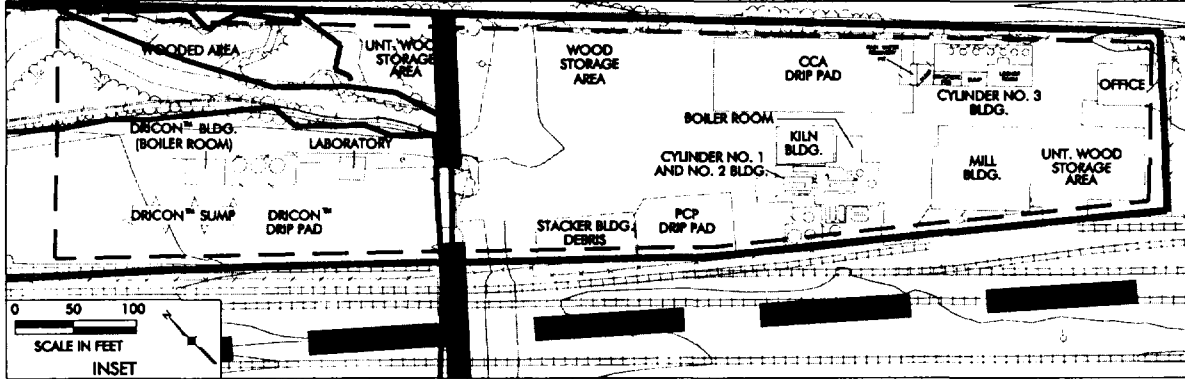 WOODED AREA
UNT. WOOD
STORAGE
AREA
WOOD
STORAGE
AREA
CCA
DRIP PAD
CYLINDER NO. 3
BLDG.
OFFICE
DRICON™ BLDG.
(BOILER ROOM)
LABORATORY
BOILER ROOM
KILN
BLDG.
CYLINDER NO. 1
AND NO. 2 BLDG.
MILL
BLDG.
UNT. WOOD
STORAGE
AREA
DRICON™ SUMP
DRICON™
DRIP PAD
STACKER BLDG.
DEBRIS
PCP
DRIP PAD
0 50 100
SCALE IN FEET
INSET